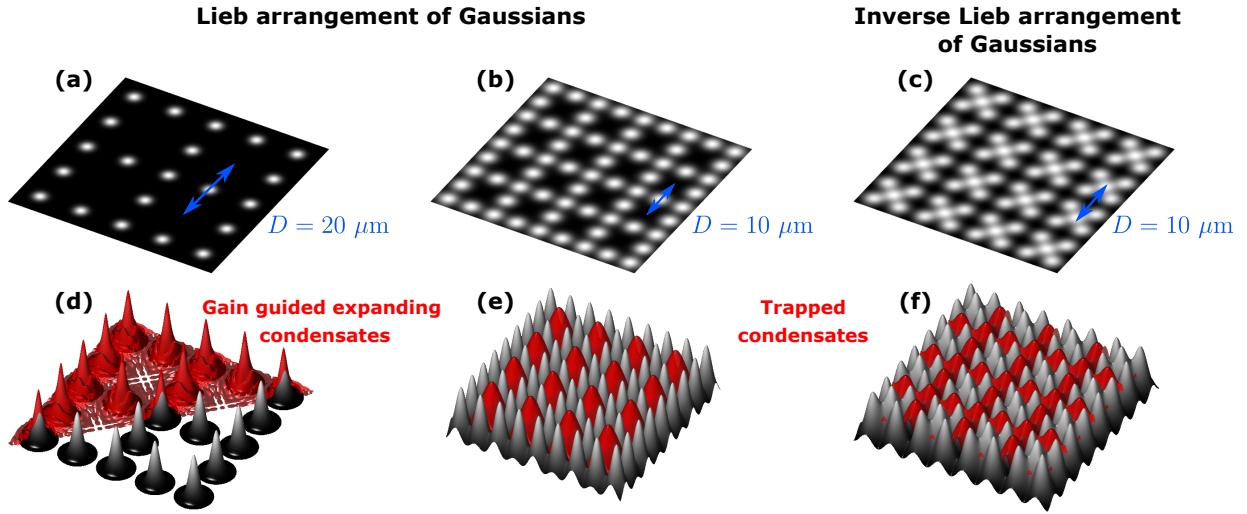 Lieb arrangement of Gaussians
Inverse Lieb arrangement
of Gaussians
(a)
(b)
(c)
D = 20 μm
D = 10 μm
D = 10 μm
(d)
Gain guided expanding
condensates
(e)
Trapped
condensates
(f)